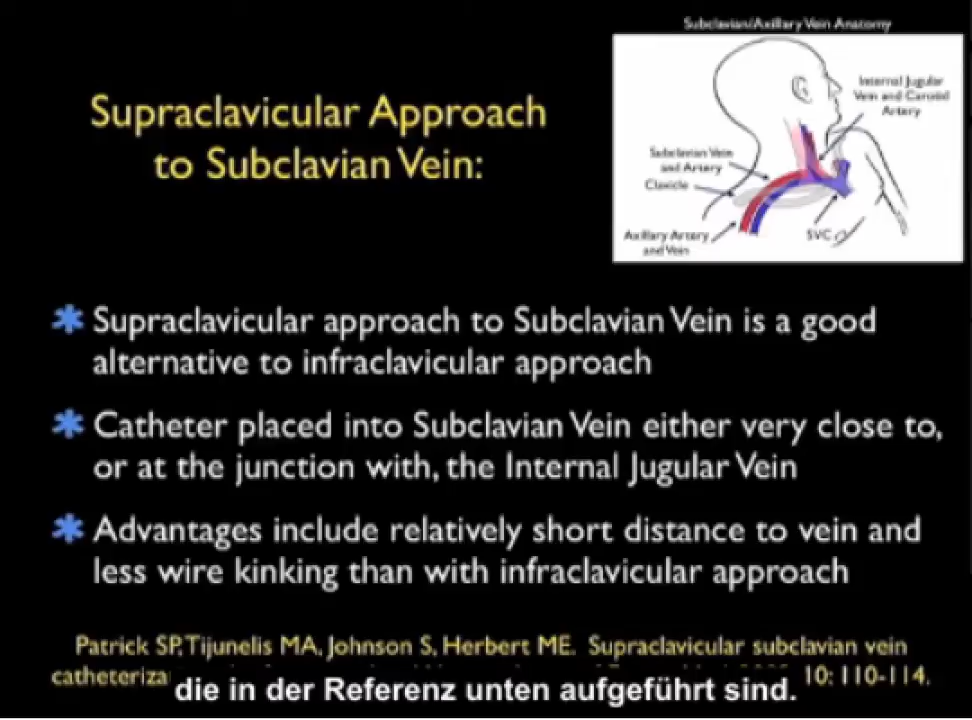 Subclavian/Axillary Vein Anatomy
Supraclavicular Approach
to Subclavian Vein:
Internal Jugular
Vein and Carotid
Artery
Subclavian Vein
and Artery
Clavicle
Axillary Artery
and Vein
SVC
✱ Supraclavicular approach to Subclavian Vein is a good
alternative to infraclavicular approach
✱ Catheter placed into Subclavian Vein either very close to,
or at the junction with, the Internal Jugular Vein
✱ Advantages include relatively short distance to vein and
less wire kinking than with infraclavicular approach
Patrick SP, Tijunelis MA, Johnson S, Herbert ME. Supraclavicular subclavian vein
catheteriza 10: 110-114.
die in der Referenz unten aufgeführt sind.